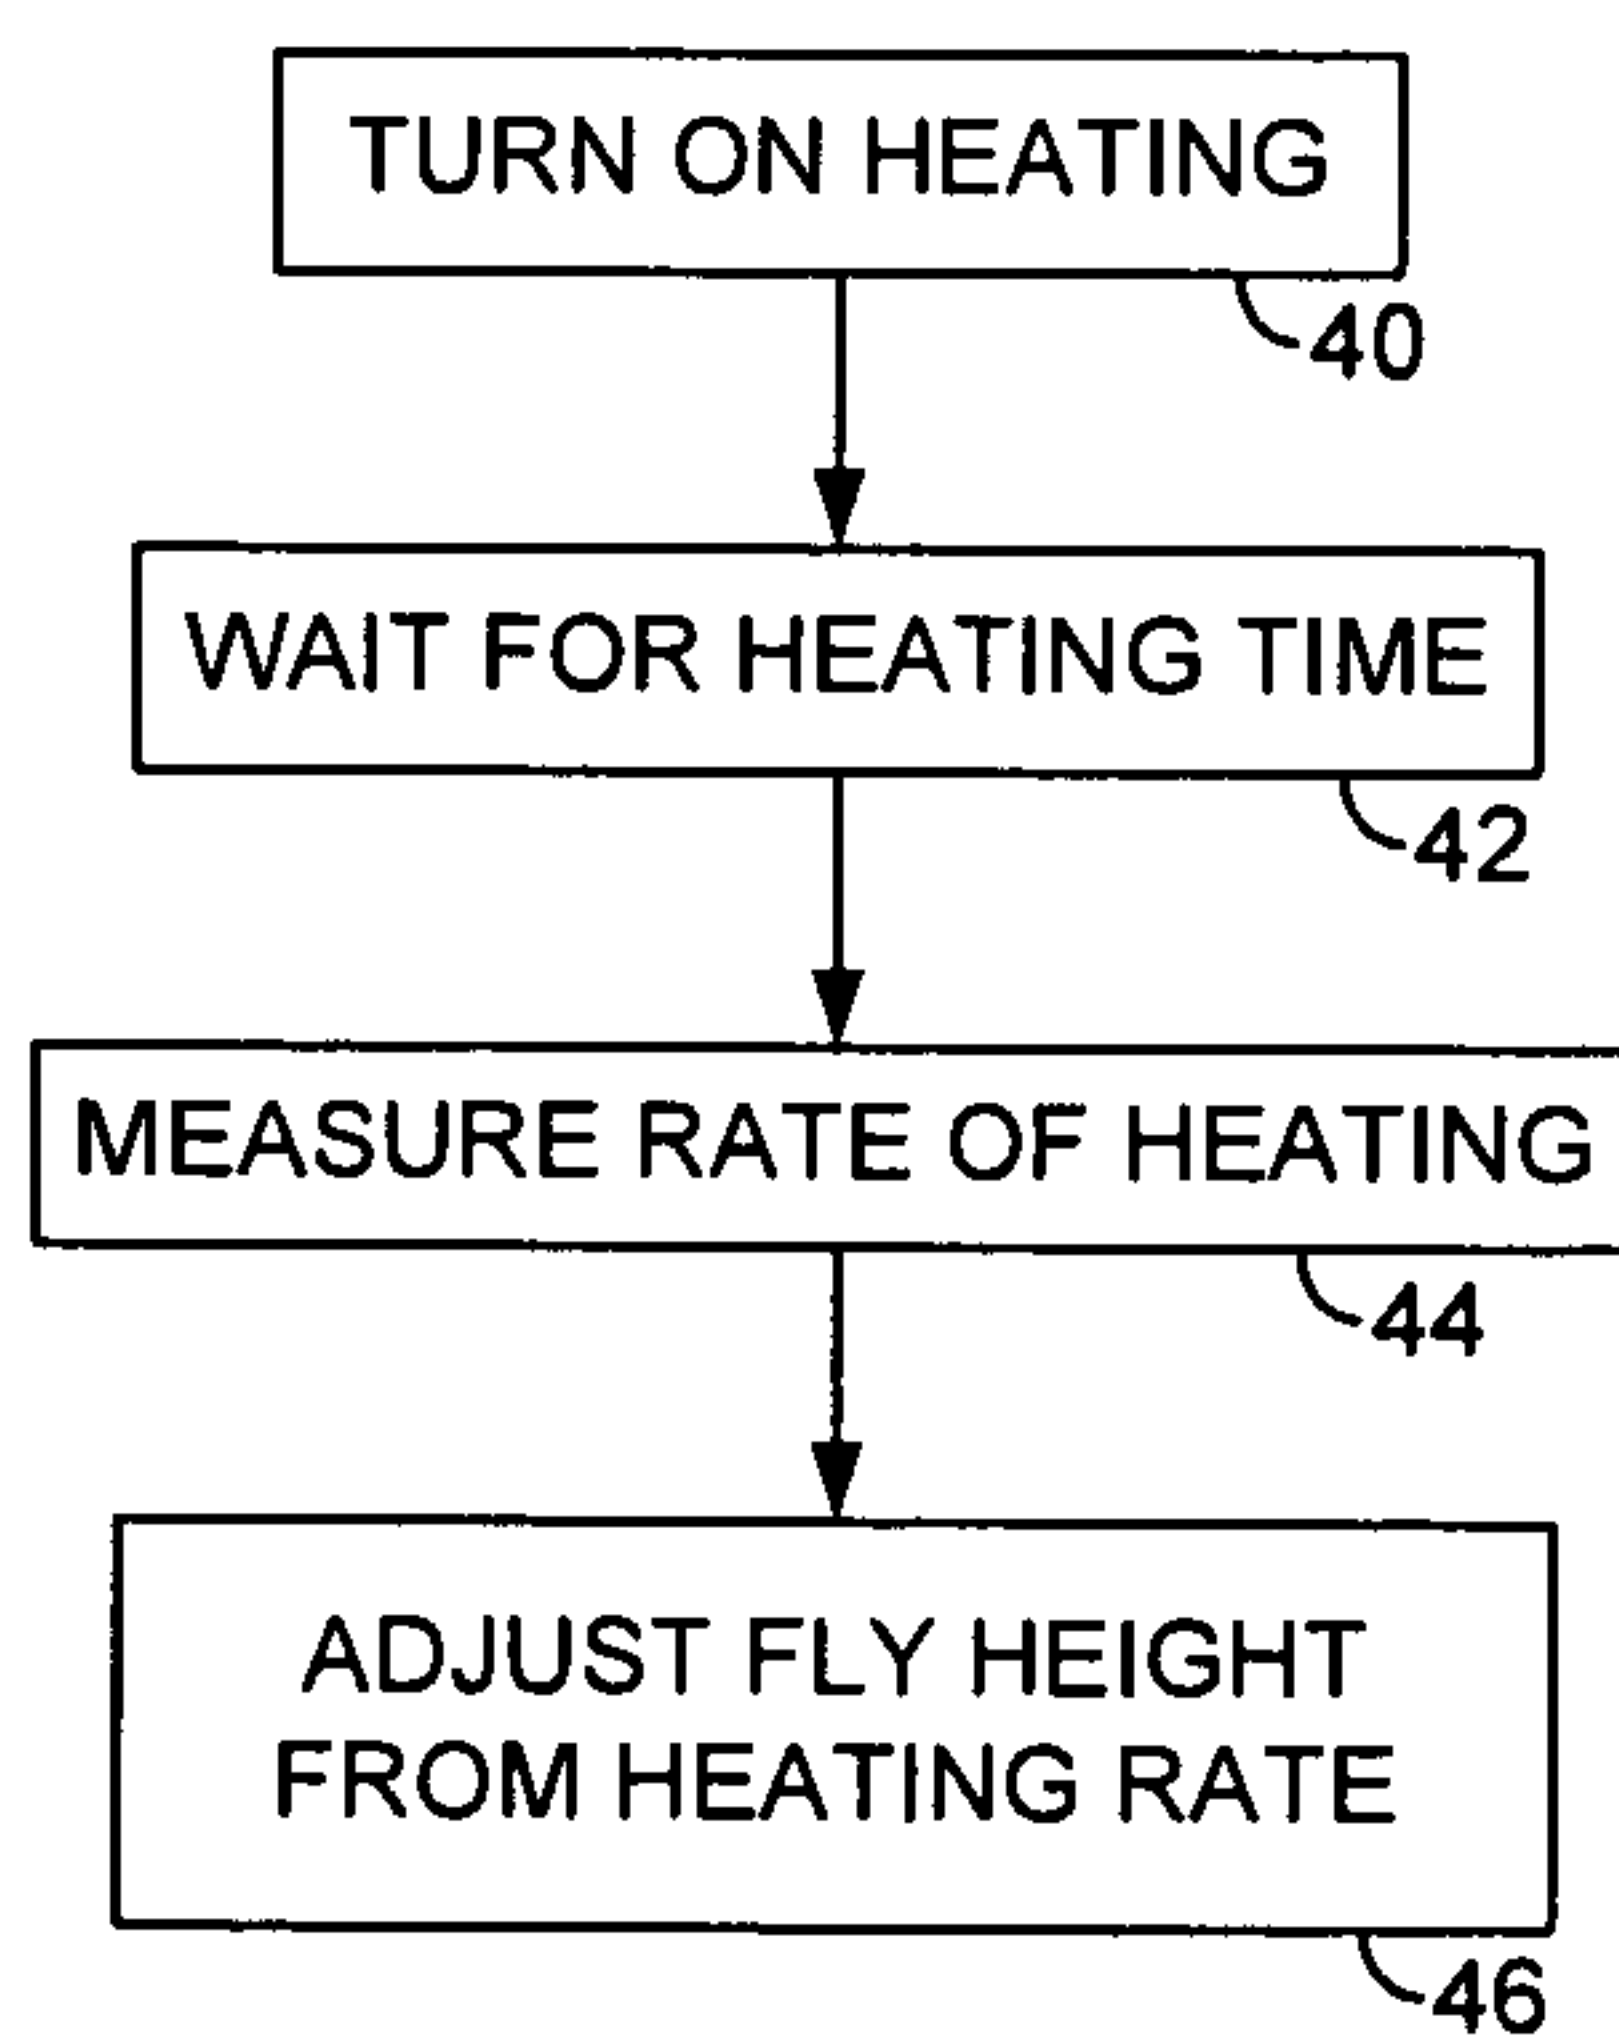 TURN ON HEATING
40
WAIT FOR HEATING TIME
42
MEASURE RATE OF HEATING
44
ADJUST FLY HEIGHT
FROM HEATING RATE
46